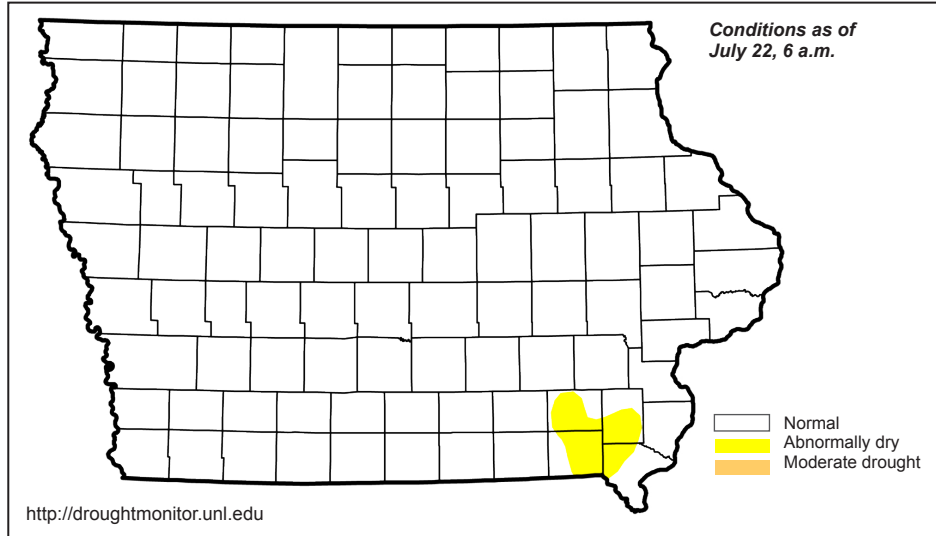 Conditions as of
July 22, 6 a.m.
Normal
Abnormally dry
Moderate drought
http://droughtmonitor.unl.edu